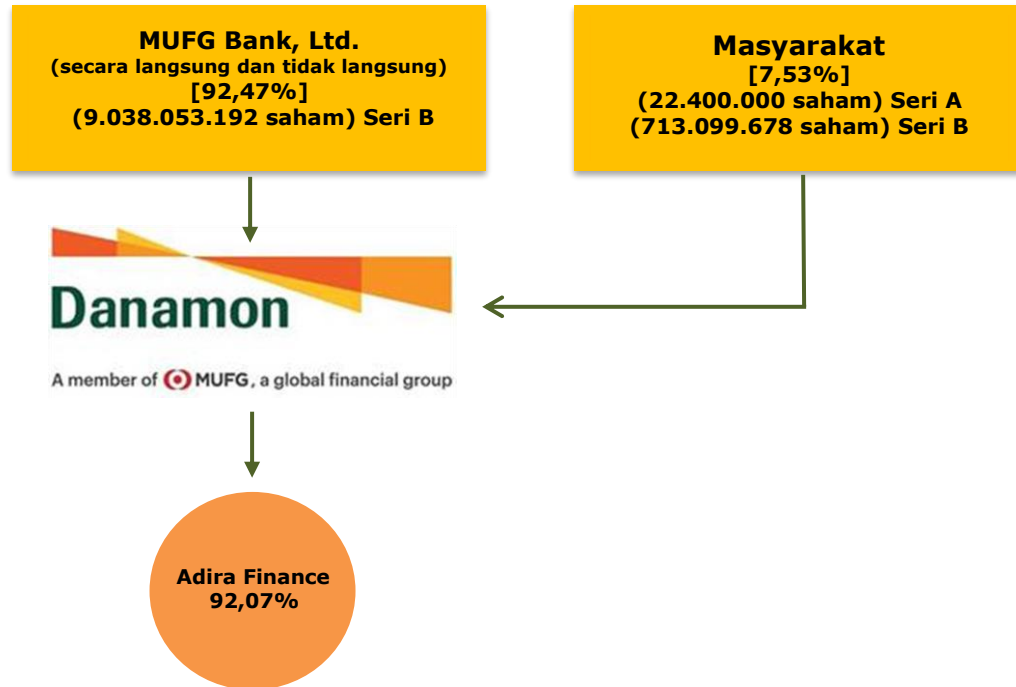 MUFG Bank, Ltd.
(secara langsung dan tidak langsung)
[92,47%]
(9.038.053.192 saham) Seri B
Masyarakat
[7,53%]
(22.400.000 saham) Seri A
(713.099.678 saham) Seri B
Danamon
A member of MUFG, a global financial group
Adira Finance
92,07%